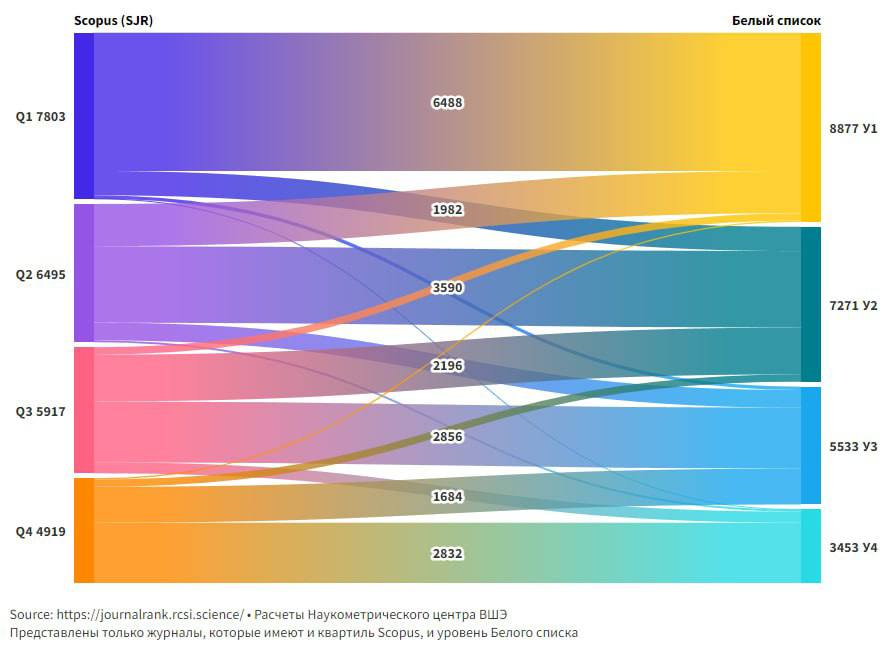 Scopus (SJR) Белый список
6488
Q1 7803
8877 У1
1982
Q2 6495
3590
7271 У2
2196
Q3 5917
2856
5533 У3
1684
Q4 4919
2832
3453 У4
Source: https://journalrank.rcsi.science/ • Расчеты Наукометрического центра ВШЭ
Представлены только журналы, которые имеют и квартиль Scopus, и уровень Белого списка